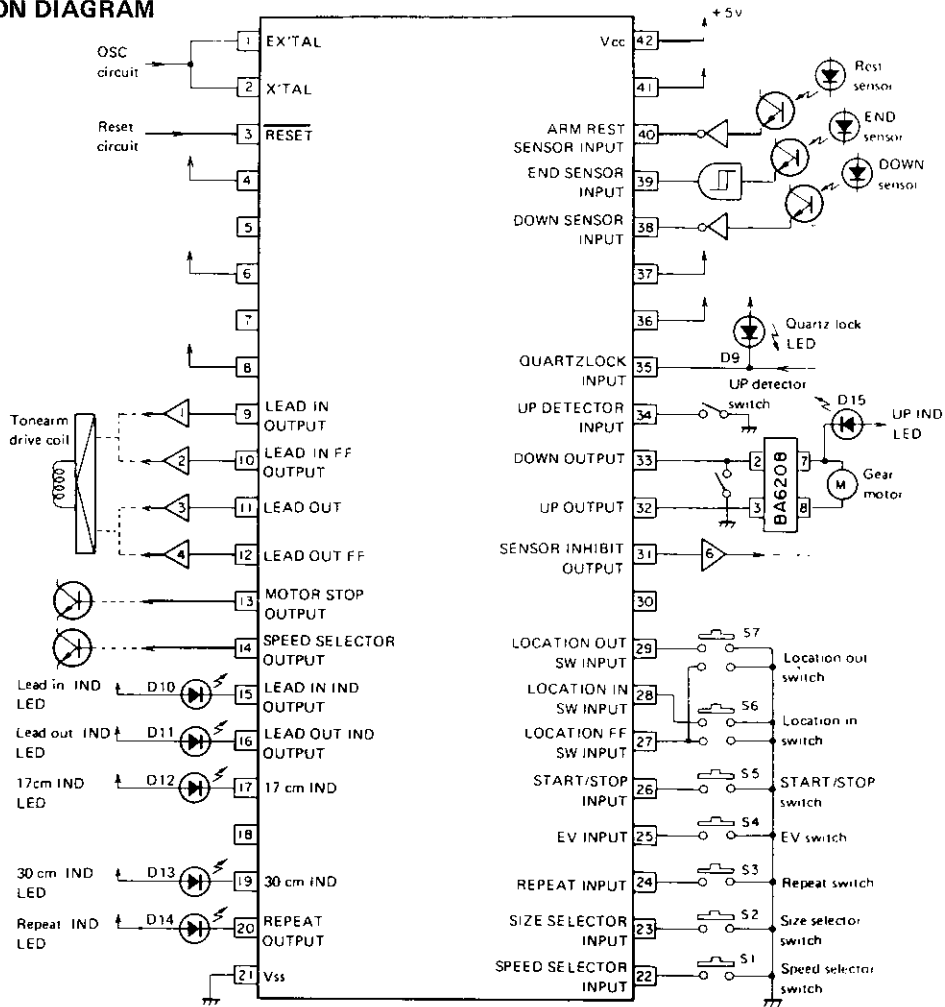 ON DIAGRAM
+5v
OSC
circuit
1 EX'TAL
2 X'TAL
Reset
circuit
3 RESET
4
5
6
7
8
Tonearm
drive coil
1
9 LEAD IN
OUTPUT
2
10 LEAD IN FF
OUTPUT
3
11 LEAD OUT
4
12 LEAD OUT FF
13 MOTOR STOP
OUTPUT
14 SPEED SELECTOR
OUTPUT
Lead in IND
LED
D10
15 LEAD IN IND
OUTPUT
Lead out IND
LED
D11
16 LEAD OUT IND
OUTPUT
17cm IND
LED
D12
17 17 cm IND
18
30 cm IND
LED
D13
19 30 cm IND
Repeat IND
LED
D14
20 REPEAT
OUTPUT
21 Vss
Vcc 42
41
ARM REST
SENSOR INPUT
40
Rest
sensor
END SENSOR
INPUT
39
END
sensor
DOWN SENSOR
INPUT
38
DOWN
sensor
37
36
QUARTZLOCK
INPUT
35
D9
Quartz lock
LED
UP DETECTOR
INPUT
34
UP detector
switch
D15
UP IND
LED
DOWN OUTPUT 33
UP OUTPUT 32
2 7
BA6208
3 8
M
Gear
motor
SENSOR INHIBIT
OUTPUT
31
6
30
LOCATION OUT
SW INPUT
29
S7
Location out
switch
LOCATION IN
SW INPUT
28
S6
Location in
switch
LOCATION FF
SW INPUT
27
START/STOP
INPUT
26
S5
START/STOP
switch
EV INPUT 25
S4
EV switch
REPEAT INPUT 24
S3
Repeat switch
SIZE SELECTOR
INPUT
23
S2
Size selector
switch
SPEED SELECTOR
INPUT
22
S1
Speed selector
switch